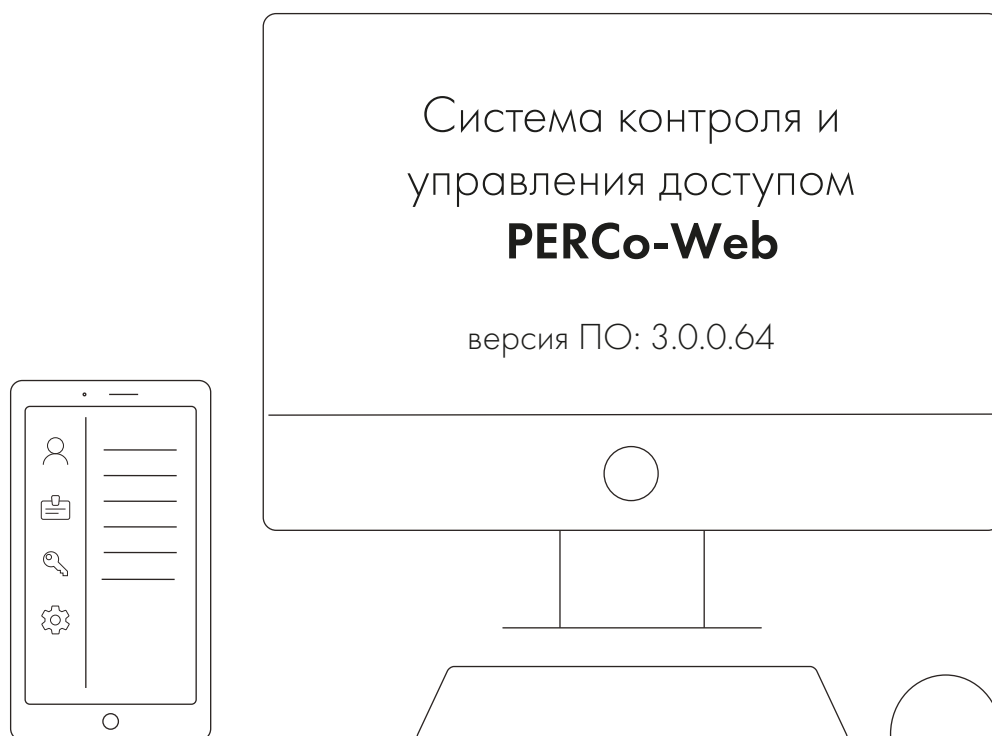 Система контроля и
управления доступом
PERCo-Web
версия ПО: 3.0.0.64